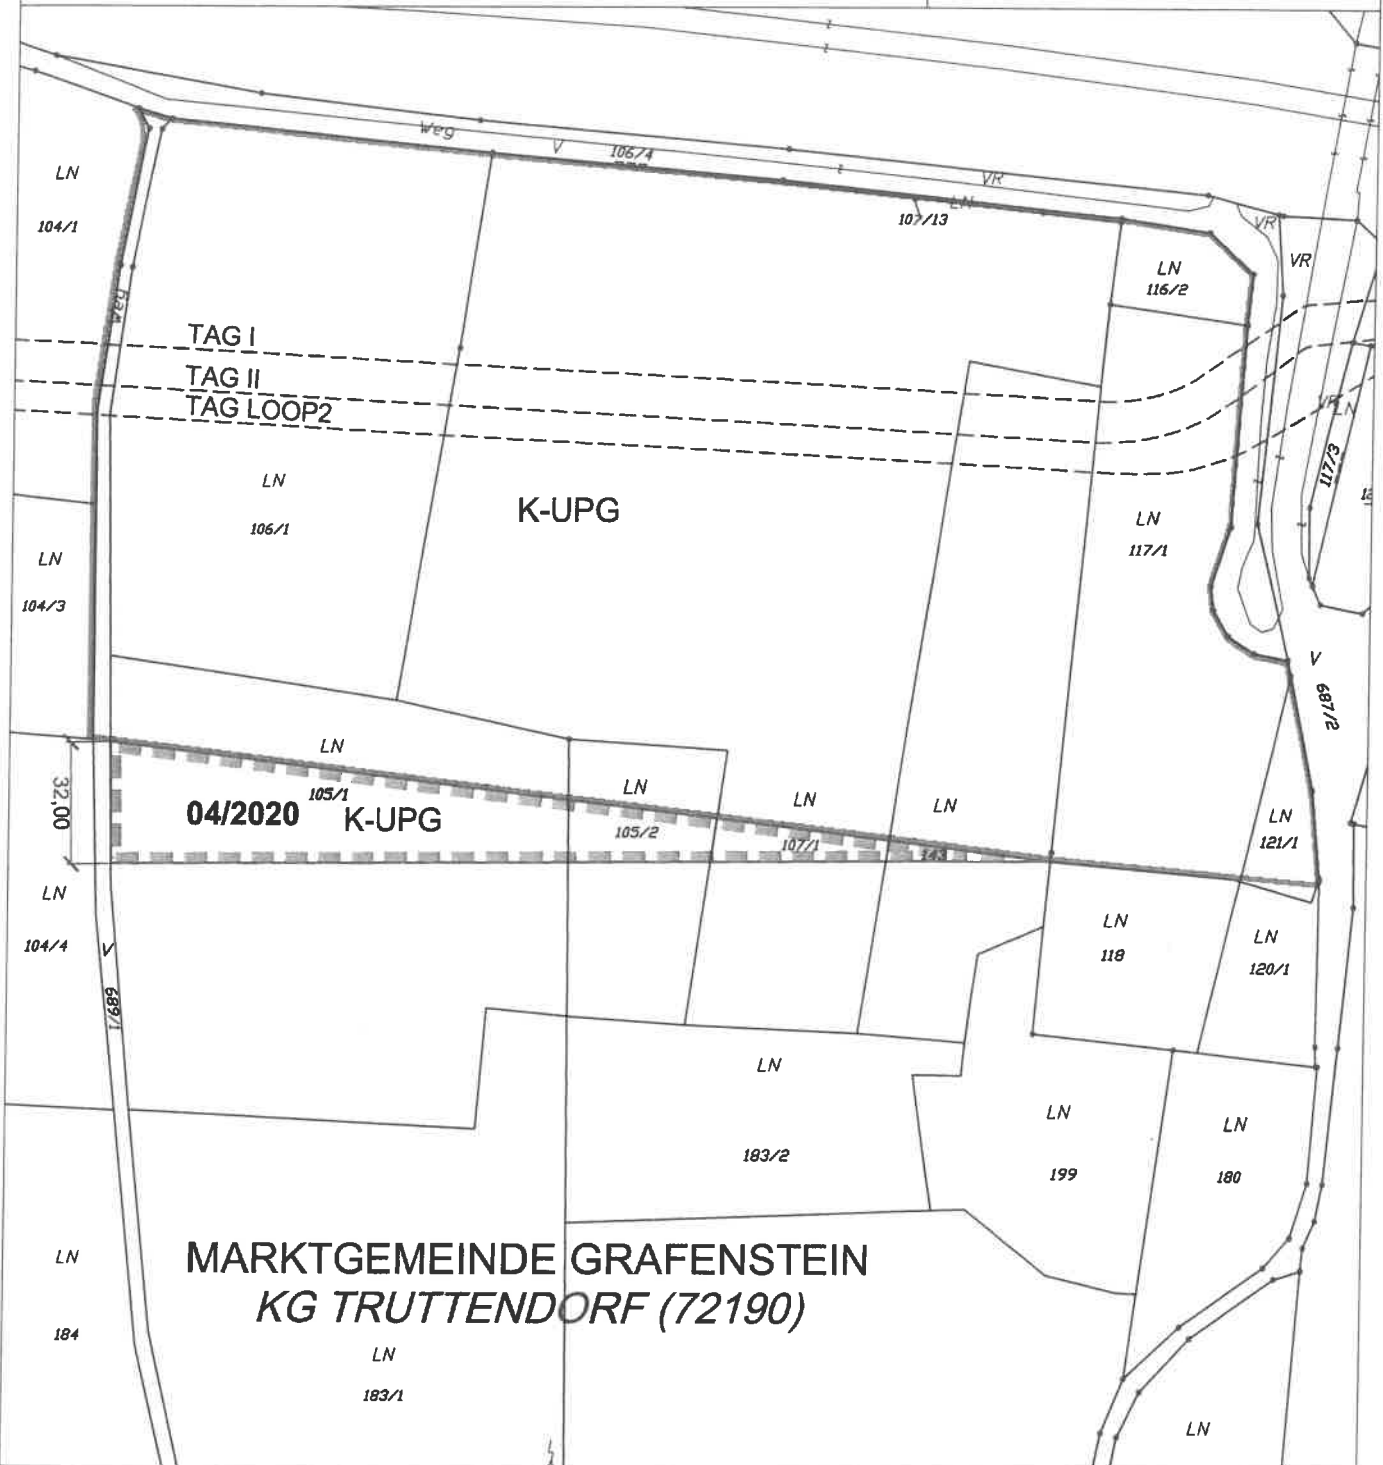 Weg
V
106/4
VR
LN
107/13
LN
104/1
VR
VR
LN
116/2
Weg
TAG I
TAG II
TAG LOOP2
VR
LN
117/3
LN
106/1
K-UPG
LN
117/1
LN
104/3
V
687/2
LN
32,00
04/2020
105/1
K-UPG
LN
105/2
LN
107/1
LN
143
LN
121/1
LN
104/4
V
689/1
LN
118
LN
120/1
LN
183/2
LN
199
LN
180
MARKTGEMEINDE GRAFENSTEIN
KG TRUTTENDORF (72190)
LN
184
LN
183/1
LN